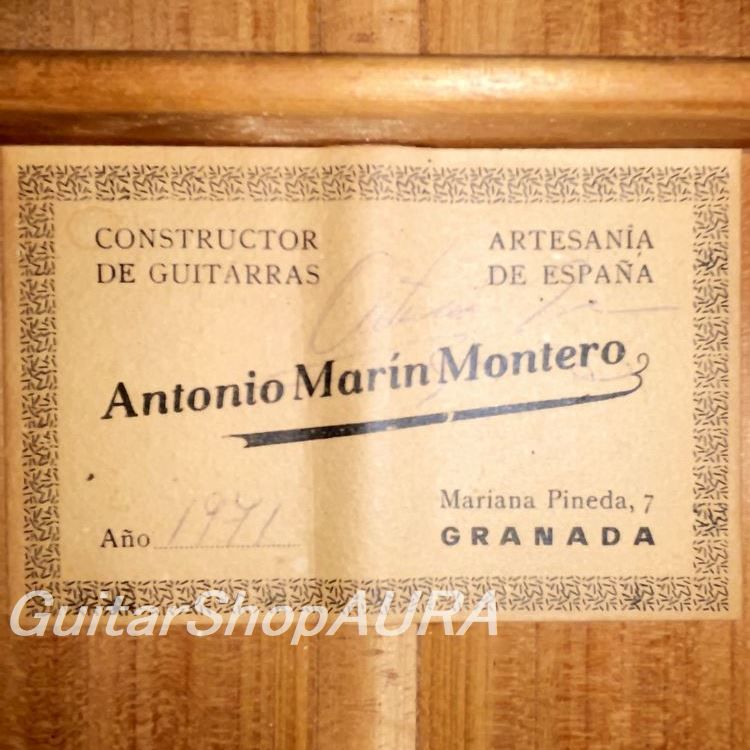 CONSTRUCTOR
DE GUITARRAS
ARTESANÍA
DE ESPAÑA
Antonio Marín Montero
Año 1971
Mariana Pineda, 7
GRANADA
GuitarShopAURA